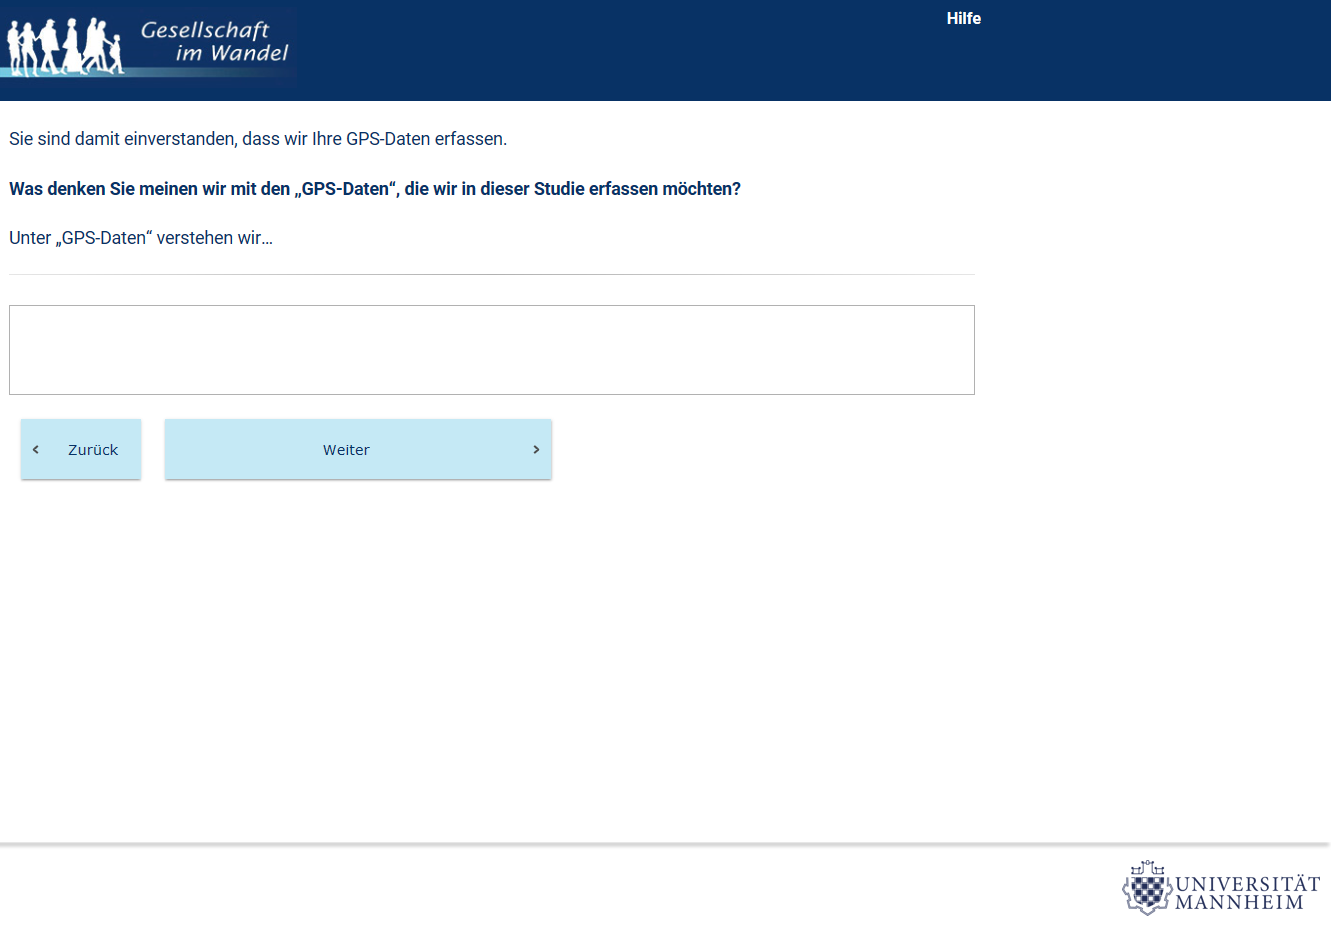 Gesellschaft
im Wandel
Hilfe
Sie sind damit einverstanden, dass wir Ihre GPS-Daten erfassen.
Was denken Sie meinen wir mit den „GPS-Daten“, die wir in dieser Studie erfassen möchten?
Unter „GPS-Daten“ verstehen wir...
Zurück
Weiter
UNIVERSITÄT
MANNHEIM